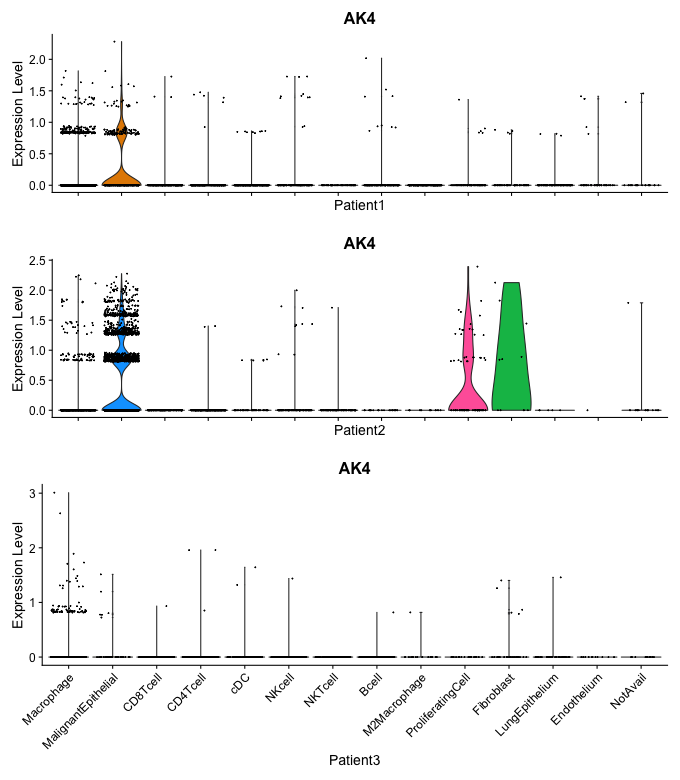 AK4
Expression Level
2.0
1.5
1.0
0.5
0.0
Patient1
AK4
Expression Level
2.5
2.0
1.5
1.0
0.5
0.0
Patient2
AK4
Expression Level
3
2
1
0
Macrophage
MalignantEpithelial
CD8Tcell
CD4Tcell
cDC
NKcell
NKTcell
Bcell
M2Macrophage
ProliferatingCell
Fibroblast
LungEpithelium
Endothelium
NotAvail
Patient3